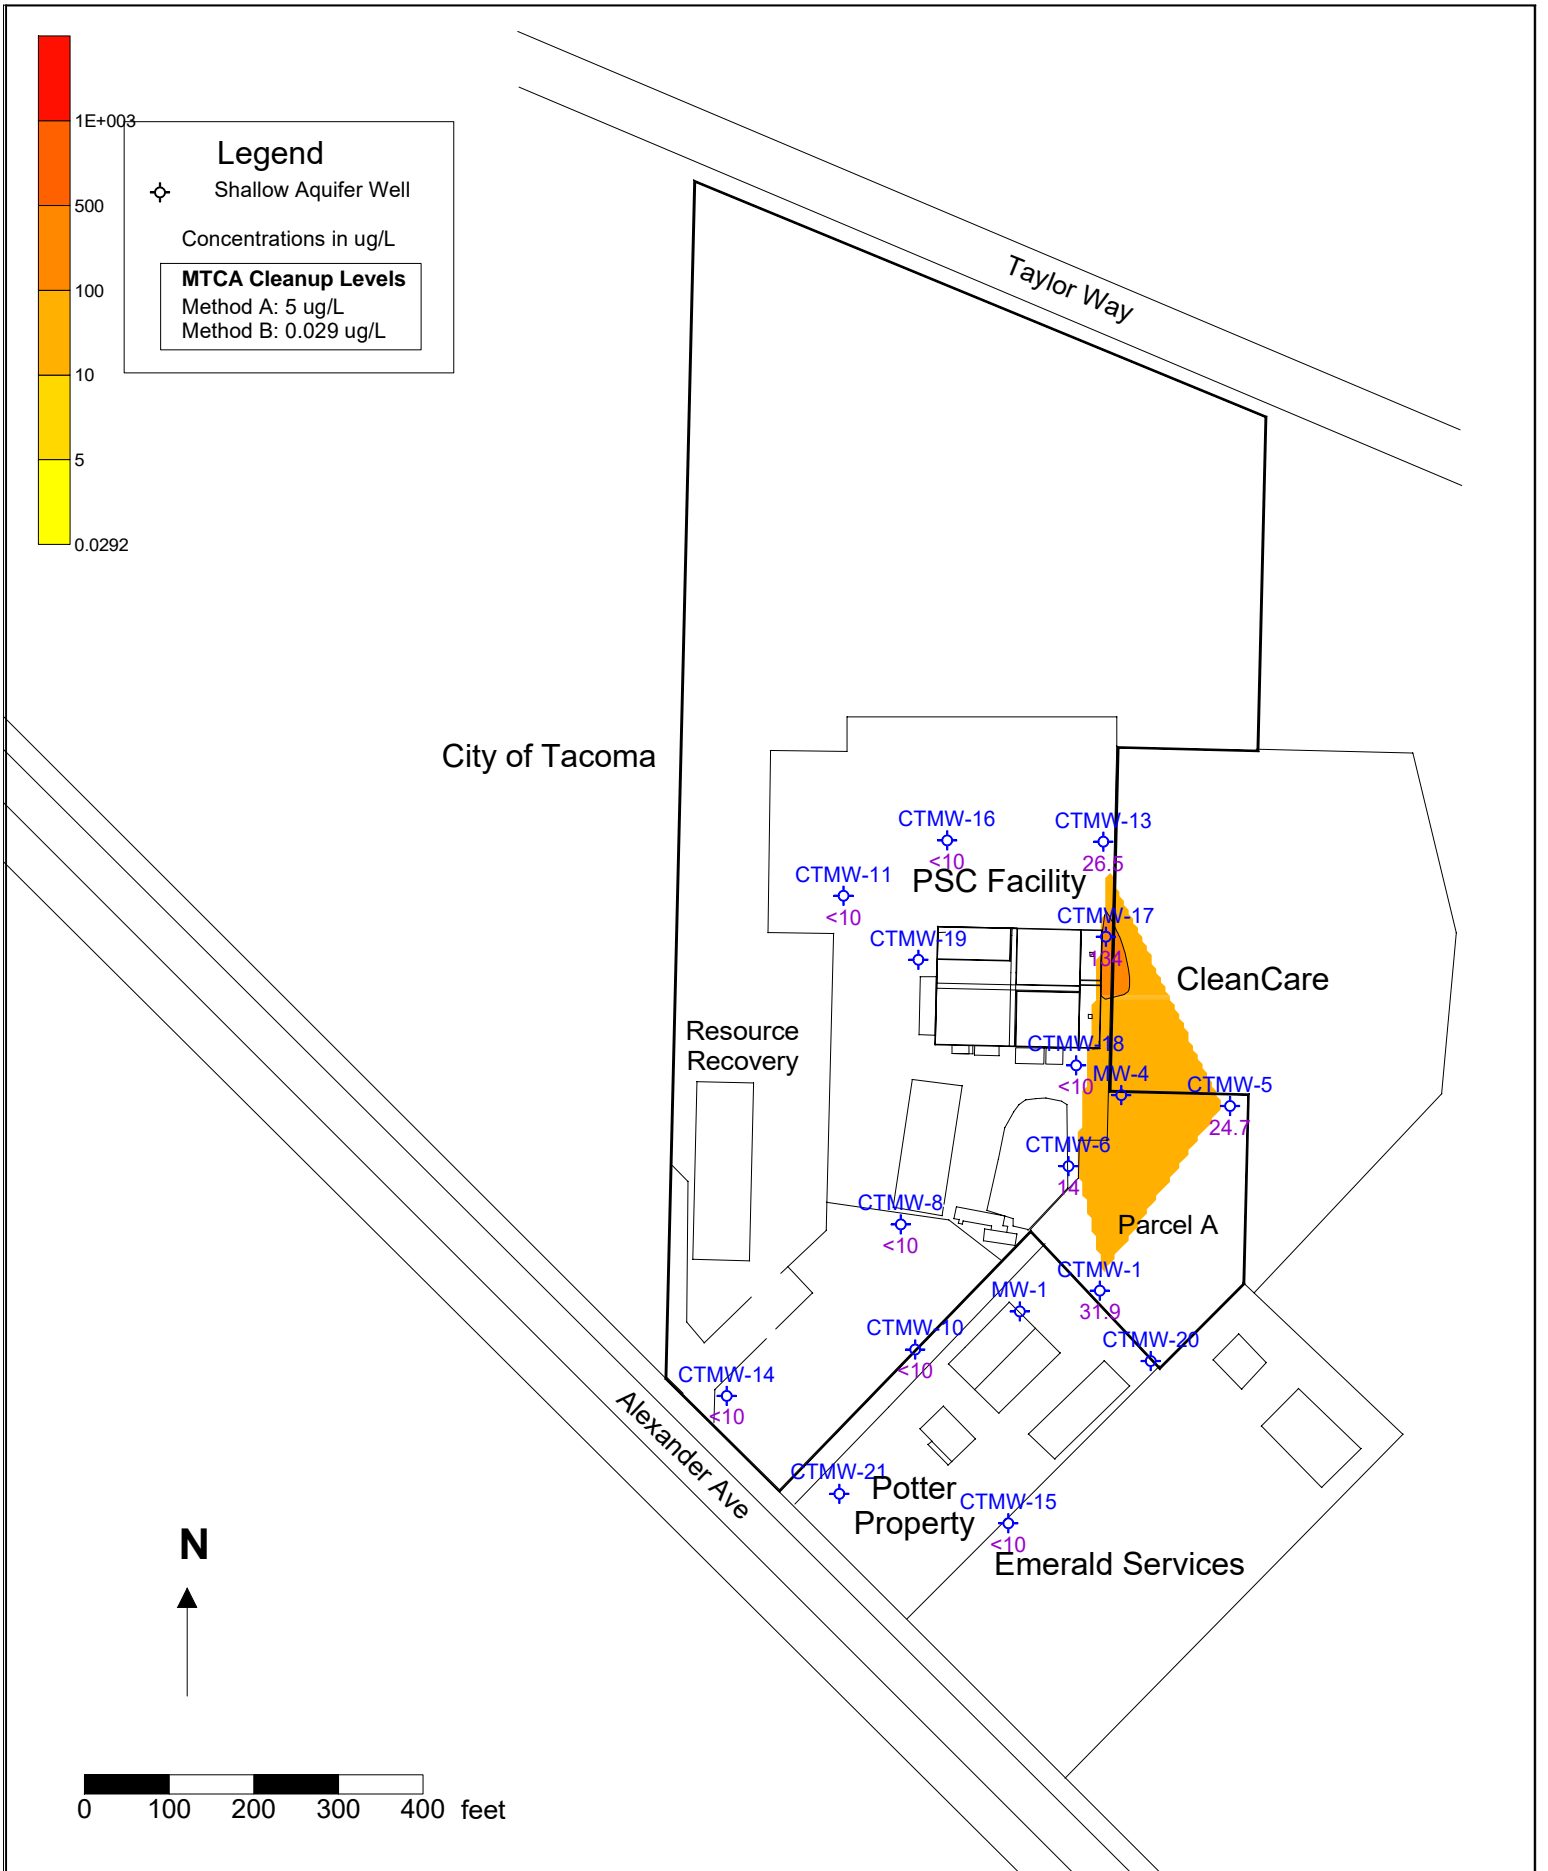 1E+003
500
100
10
5
0.0292
Legend
Shallow Aquifer Well
Concentrations in ug/L
MTCA Cleanup Levels
Method A: 5 ug/L
Method B: 0.029 ug/L
Taylor Way
City of Tacoma
CTMW-16
<10
CTMW-13
26.5
CTMW-11
<10
PSC Facility
CTMW-17
134
CTMW-19
CleanCare
Resource
Recovery
CTMW-18
<10
MW-4
CTMW-5
24.7
CTMW-6
14
CTMW-8
<10
Parcel A
CTMW-1
31.9
MW-1
CTMW-10
<10
CTMW-20
CTMW-14
<10
Alexander Ave
CTMW-21
Potter
Property
CTMW-15
<10
Emerald Services
N
0 100 200 300 400 feet